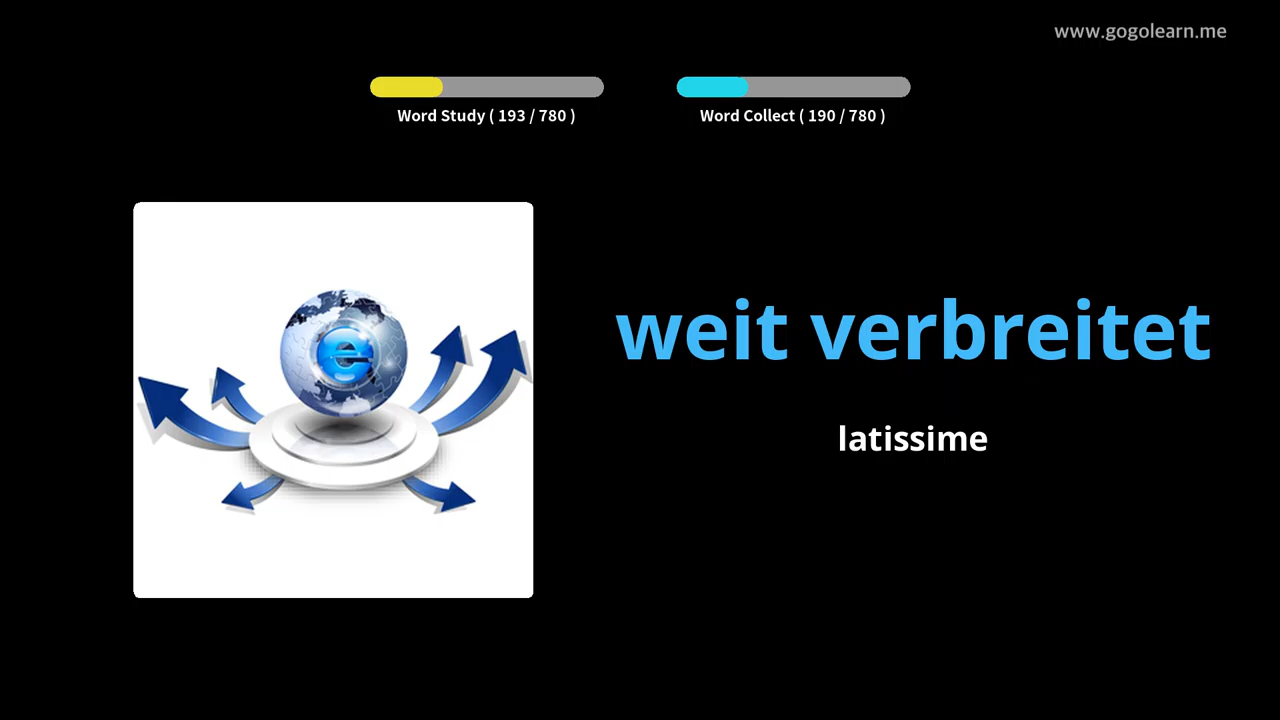 www.gogolearn.me
Word Study ( 193 / 780 )
Word Collect ( 190 / 780 )
e
weit verbreitet
latissime